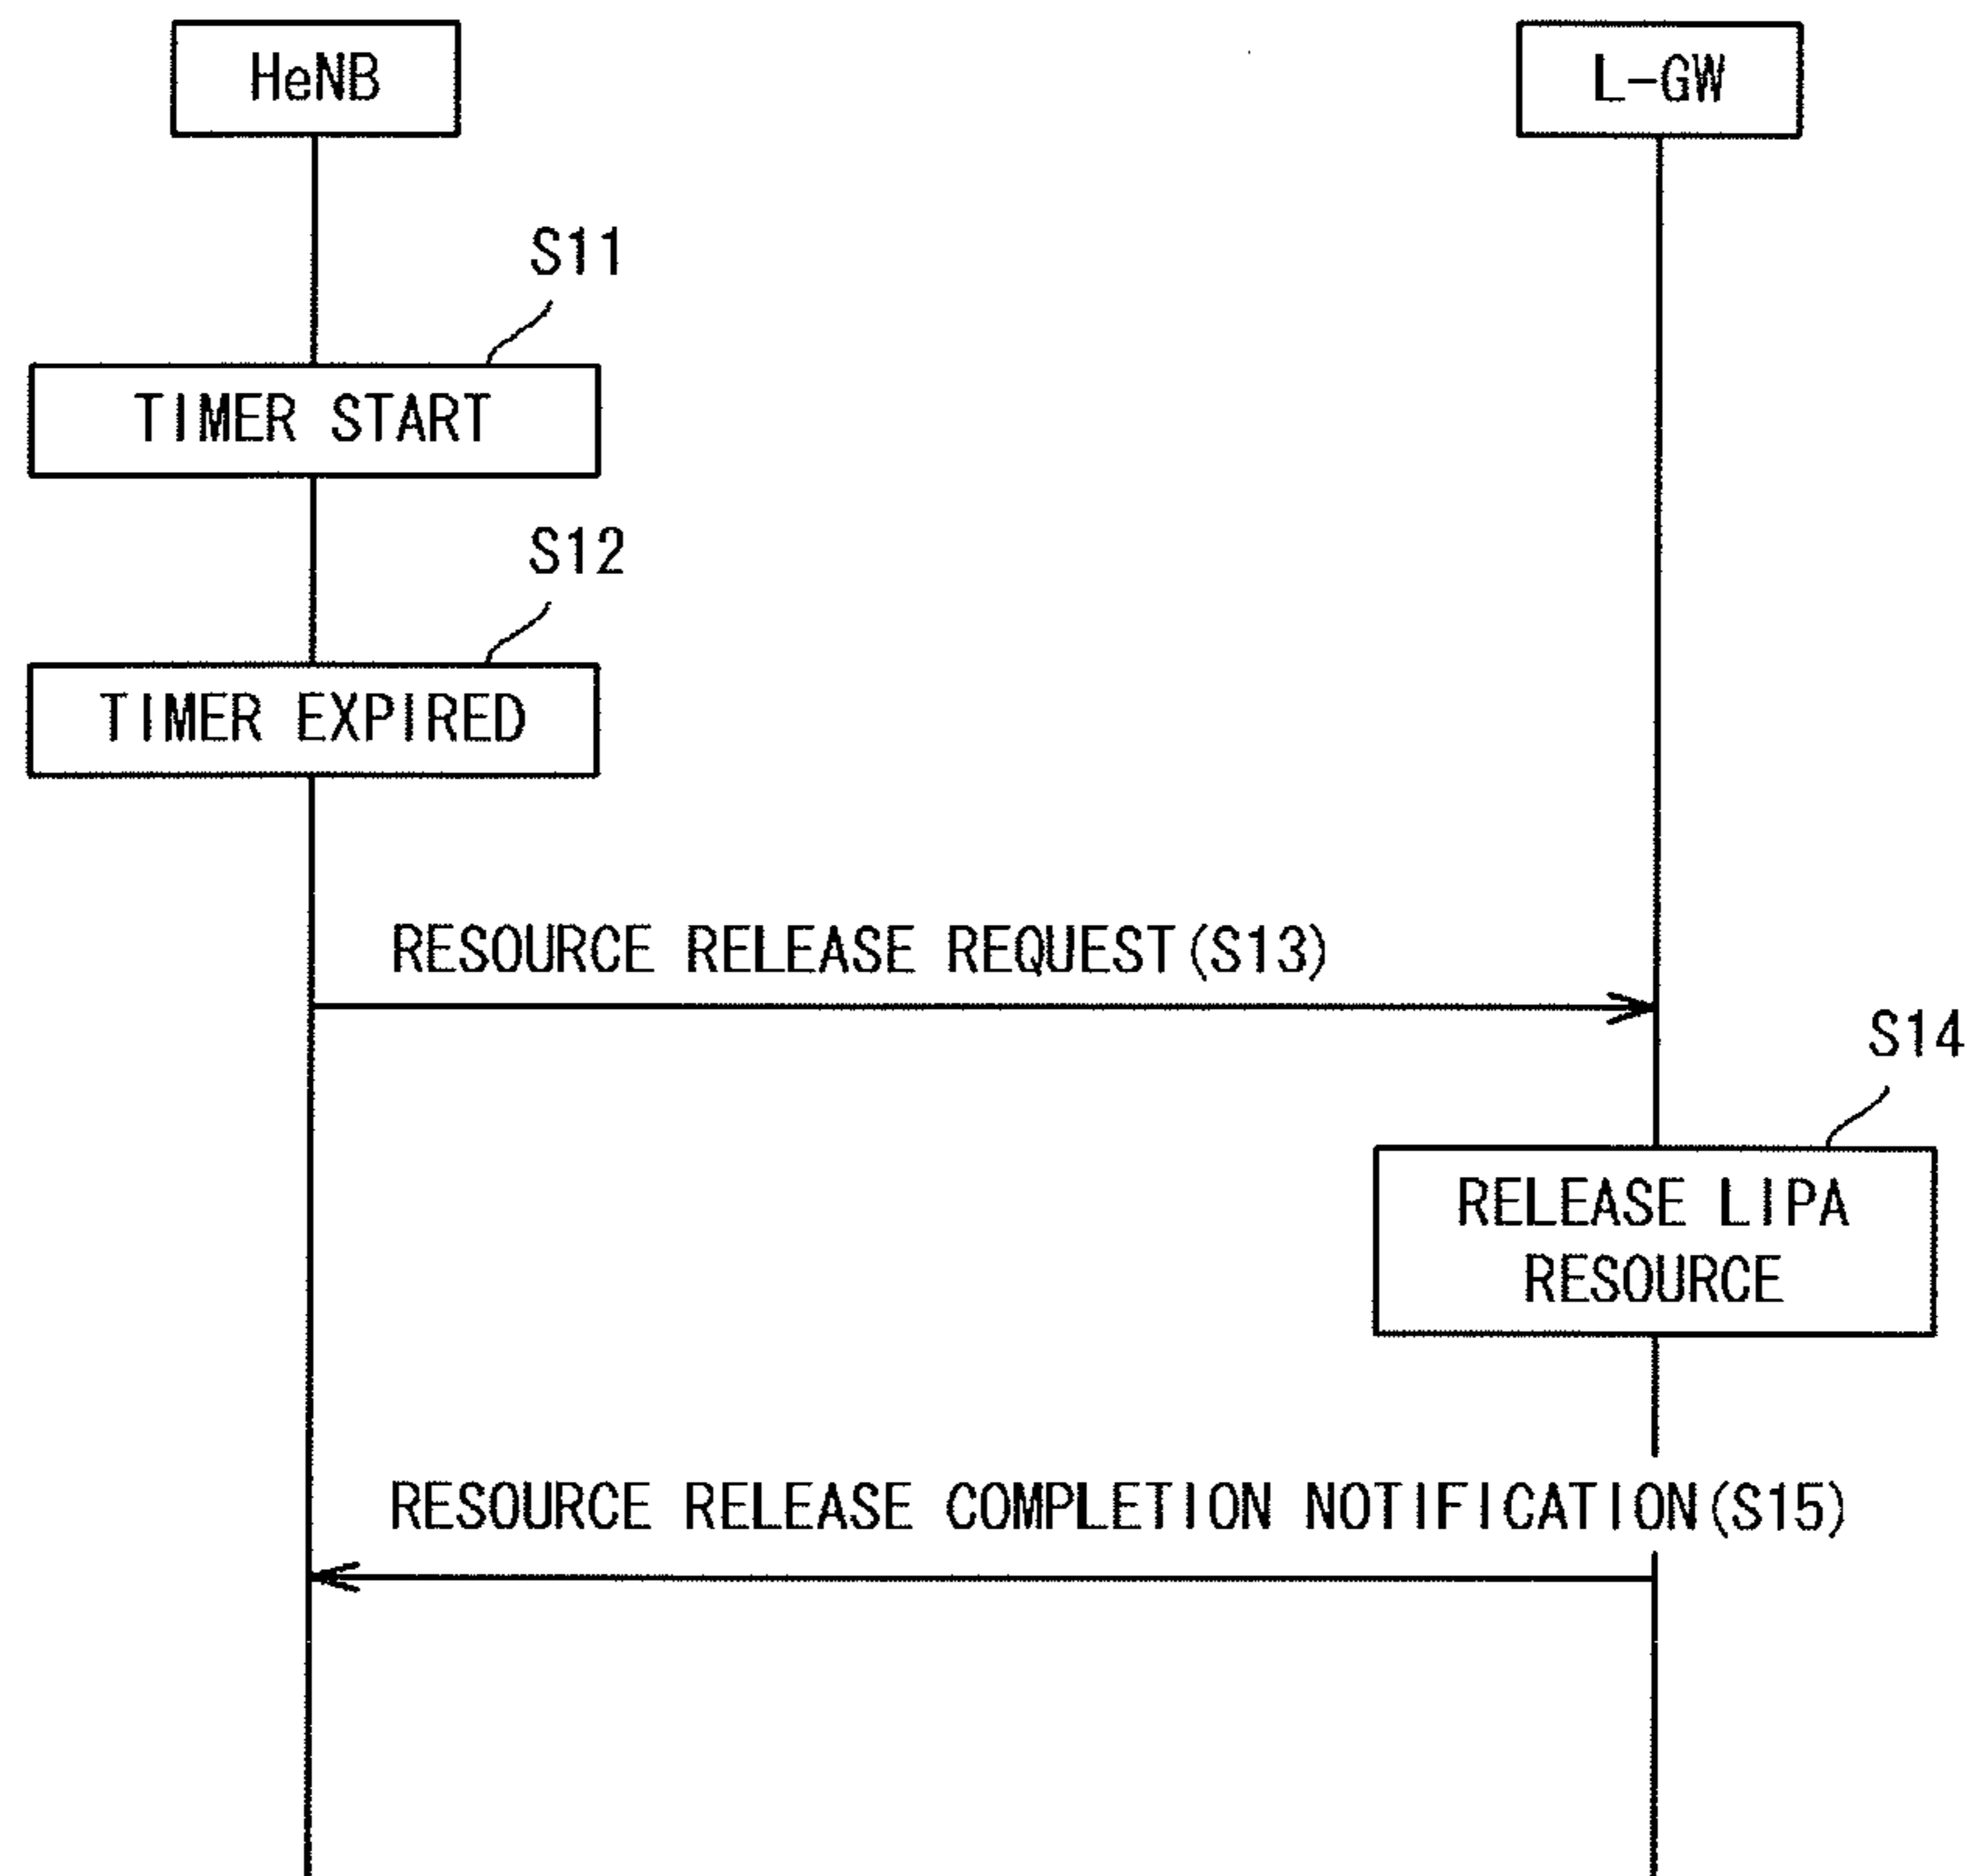 HeNB
L-GW
S11
TIMER START
S12
TIMER EXPIRED
RESOURCE RELEASE REQUEST(S13)
S14
RELEASE LIPA
RESOURCE
RESOURCE RELEASE COMPLETION NOTIFICATION(S15)